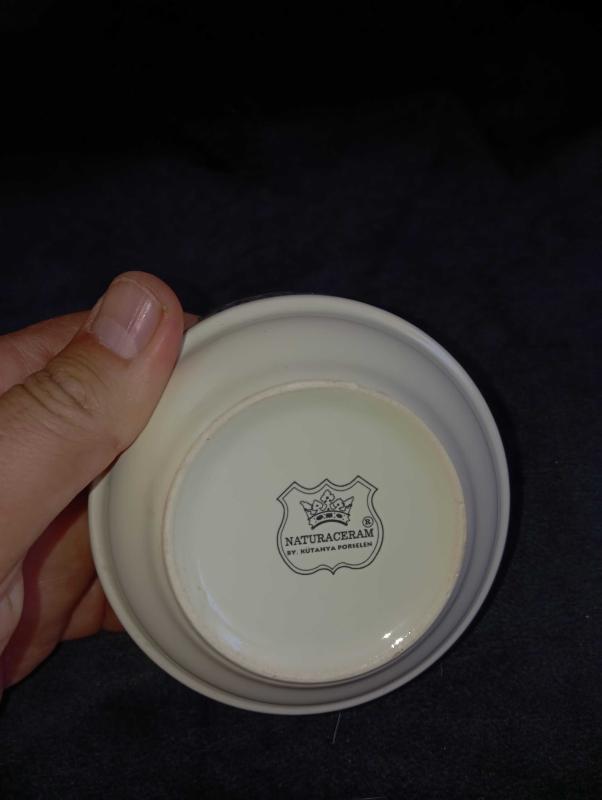 ®
NATURACERAM
BY. KÜTAHYA PORSELEN